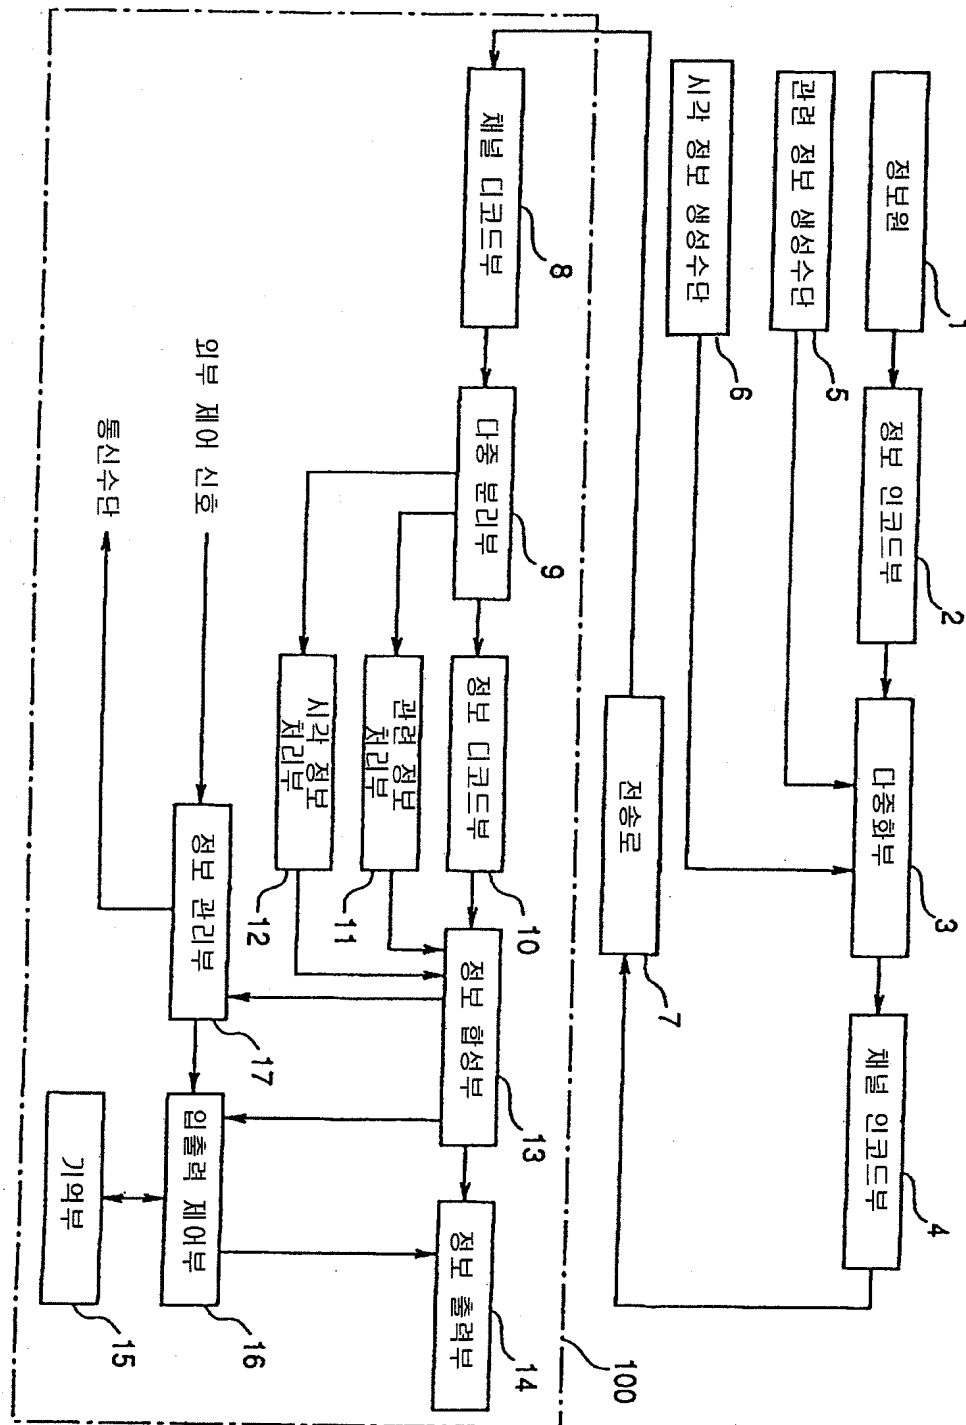 정보원
1
정보 인코드부
2
다중화부
3
채널 인코드부
4
관련 정보 생성수단
5
시각 정보 생성수단
6
전송로
7
100
채널 디코드부
8
다중 분리부
9
정보 디코드부
10
정보 합성부
13
정보 출력부
14
관련 정보
처리부
11
시각 정보
처리부
12
외부 제어 신호
통신수단
정보 관리부
17
입출력 제어부
16
기억부
15